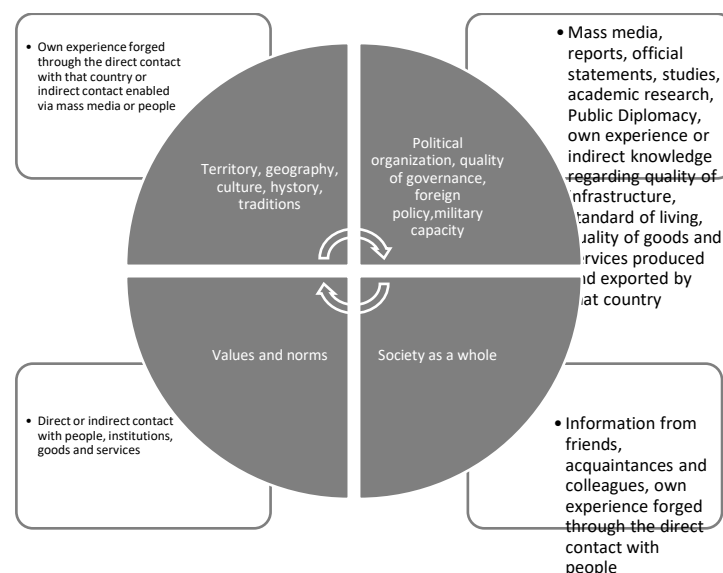 • Own experience forged
through the direct contact
with that country or
indirect contact enabled
via mass media or people
Territory, geography,
culture, hystory,
traditions
Political
organization, quality
of governance,
foreign
policy,military
capacity
• Mass media,
reports, official
statements, studies,
academic research,
Public Diplomacy,
own experience or
indirect knowledge
regarding quality of
infrastructure,
standard of living,
quality of goods and
services produced
and exported by
that country
Values and norms
Society as a whole
• Direct or indirect contact
with people, institutions,
goods and services
• Information from
friends,
acquaintances and
colleagues, own
experience forged
through the direct
contact with
people